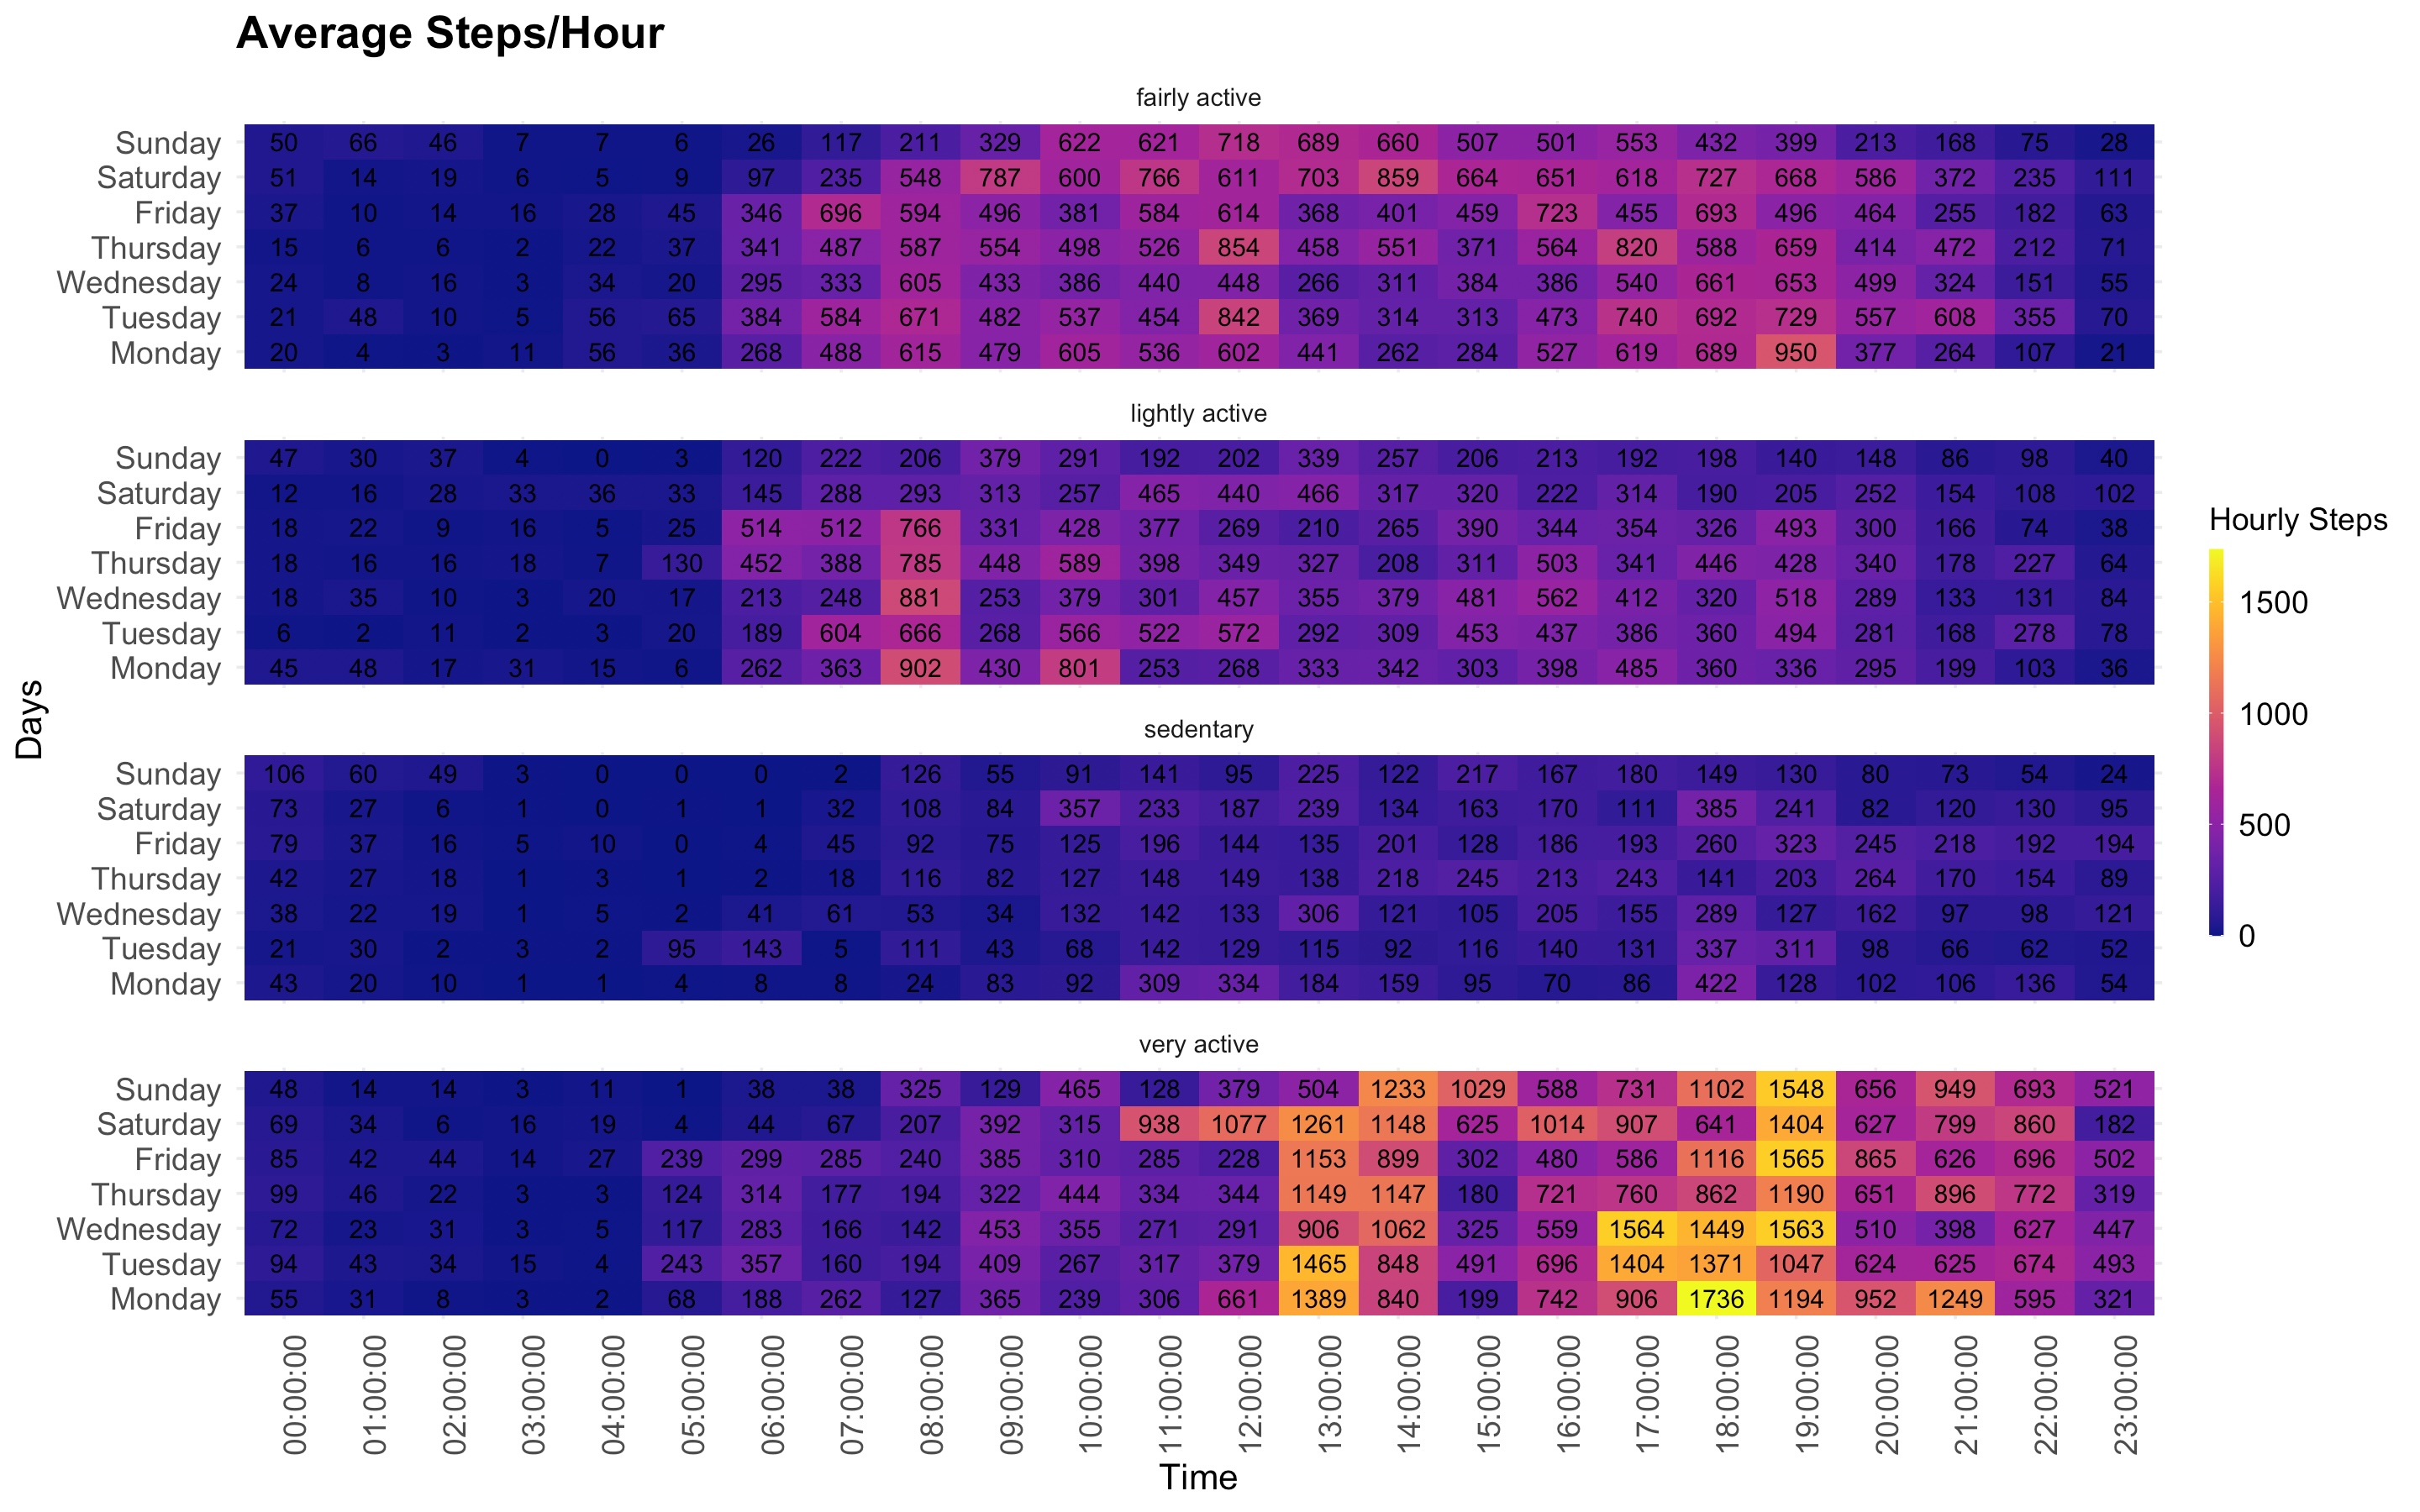 Average Steps/Hour
fairly active
Sunday 50 66 46 7 7 6 26 117 211 329 622 621 718 689 660 507 501 553 432 399 213 168 75 28
Saturday 51 14 19 6 5 9 97 235 548 787 600 766 611 703 859 664 651 618 727 668 586 372 235 111
Friday 37 10 14 16 28 45 346 696 594 496 381 584 614 368 401 459 723 455 693 496 464 255 182 63
Thursday 15 6 6 2 22 37 341 487 587 554 498 526 854 458 551 371 564 820 588 659 414 472 212 71
Wednesday 24 8 16 3 34 20 295 333 605 433 386 440 448 266 311 384 386 540 661 653 499 324 151 55
Tuesday 21 48 10 5 56 65 384 584 671 482 537 454 842 369 314 313 473 740 692 729 557 608 355 70
Monday 20 4 3 11 56 36 268 488 615 479 605 536 602 441 262 284 527 619 689 950 377 264 107 21
lightly active
Sunday 47 30 37 4 0 3 120 222 206 379 291 192 202 339 257 206 213 192 198 140 148 86 98 40
Saturday 12 16 28 33 36 33 145 288 293 313 257 465 440 466 317 320 222 314 190 205 252 154 108 102
Friday 18 22 9 16 5 25 514 512 766 331 428 377 269 210 265 390 344 354 326 493 300 166 74 38
Thursday 18 16 16 18 7 130 452 388 785 448 589 398 349 327 208 311 503 341 446 428 340 178 227 64
Wednesday 18 35 10 3 20 17 213 248 881 253 379 301 457 355 379 481 562 412 320 518 289 133 131 84
Tuesday 6 2 11 2 3 20 189 604 666 268 566 522 572 292 309 453 437 386 360 494 281 168 278 78
Monday 45 48 17 31 15 6 262 363 902 430 801 253 268 333 342 303 398 485 360 336 295 199 103 36
sedentary
Sunday 106 60 49 3 0 0 0 2 126 55 91 141 95 225 122 217 167 180 149 130 80 73 54 24
Saturday 73 27 6 1 0 1 1 32 108 84 357 233 187 239 134 163 170 111 385 241 82 120 130 95
Friday 79 37 16 5 10 0 4 45 92 75 125 196 144 135 201 128 186 193 260 323 245 218 192 194
Thursday 42 27 18 1 3 1 2 18 116 82 127 148 149 138 218 245 213 243 141 203 264 170 154 89
Wednesday 38 22 19 1 5 2 41 61 53 34 132 142 133 306 121 105 205 155 289 127 162 97 98 121
Tuesday 21 30 2 3 2 95 143 5 111 43 68 142 129 115 92 116 140 131 337 311 98 66 62 52
Monday 43 20 10 1 1 4 8 8 24 83 92 309 334 184 159 95 70 86 422 128 102 106 136 54
very active
Sunday 48 14 14 3 11 1 38 38 325 129 465 128 379 504 1233 1029 588 731 1102 1548 656 949 693 521
Saturday 69 34 6 16 19 4 44 67 207 392 315 938 1077 1261 1148 625 1014 907 641 1404 627 799 860 182
Friday 85 42 44 14 27 239 299 285 240 385 310 285 228 1153 899 302 480 586 1116 1565 865 626 696 502
Thursday 99 46 22 3 3 124 314 177 194 322 444 334 344 1149 1147 180 721 760 862 1190 651 896 772 319
Wednesday 72 23 31 3 5 117 283 166 142 453 355 271 291 906 1062 325 559 1564 1449 1563 510 398 627 447
Tuesday 94 43 34 15 4 243 357 160 194 409 267 317 379 1465 848 491 696 1404 1371 1047 624 625 674 493
Monday 55 31 8 3 2 68 188 262 127 365 239 306 661 1389 840 199 742 906 1736 1194 952 1249 595 321
00:00:00 01:00:00 02:00:00 03:00:00 04:00:00 05:00:00 06:00:00 07:00:00 08:00:00 09:00:00 10:00:00 11:00:00 12:00:00 13:00:00 14:00:00 15:00:00 16:00:00 17:00:00 18:00:00 19:00:00 20:00:00 21:00:00 22:00:00 23:00:00
Time
Days
Hourly Steps
1500
1000
500
0